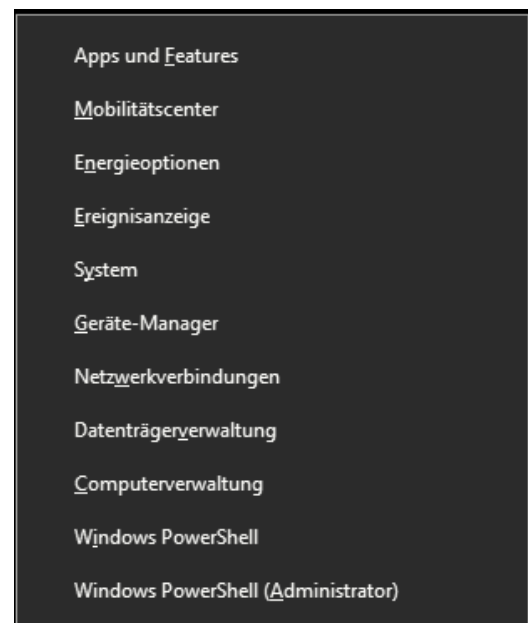 Apps und Features
Mobilitätscenter
Energieoptionen
Ereignisanzeige
System
Geräte-Manager
Netzwerkverbindungen
Datenträgerverwaltung
Computerverwaltung
Windows PowerShell
Windows PowerShell (Administrator)